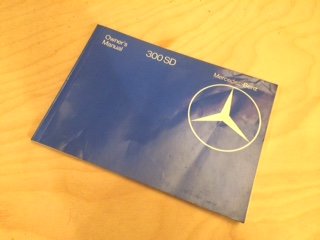 Owner's
Manual
300 SD
Mercedes-Benz